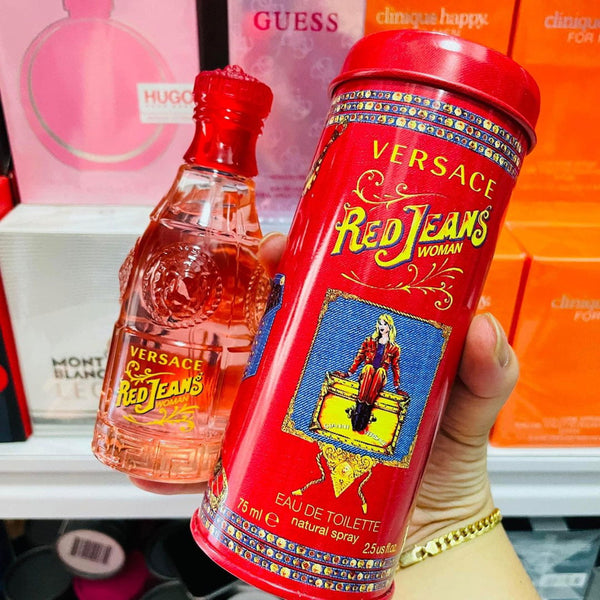 GUESS
clinique happy.
HUGO
MONT
BLANC
VERSACE
RED JEANS
WOMAN
EAU DE TOILETTE
75 ml e natural spray 2.5 us fl.oz
VERSACE
RED JEANS
WOMAN